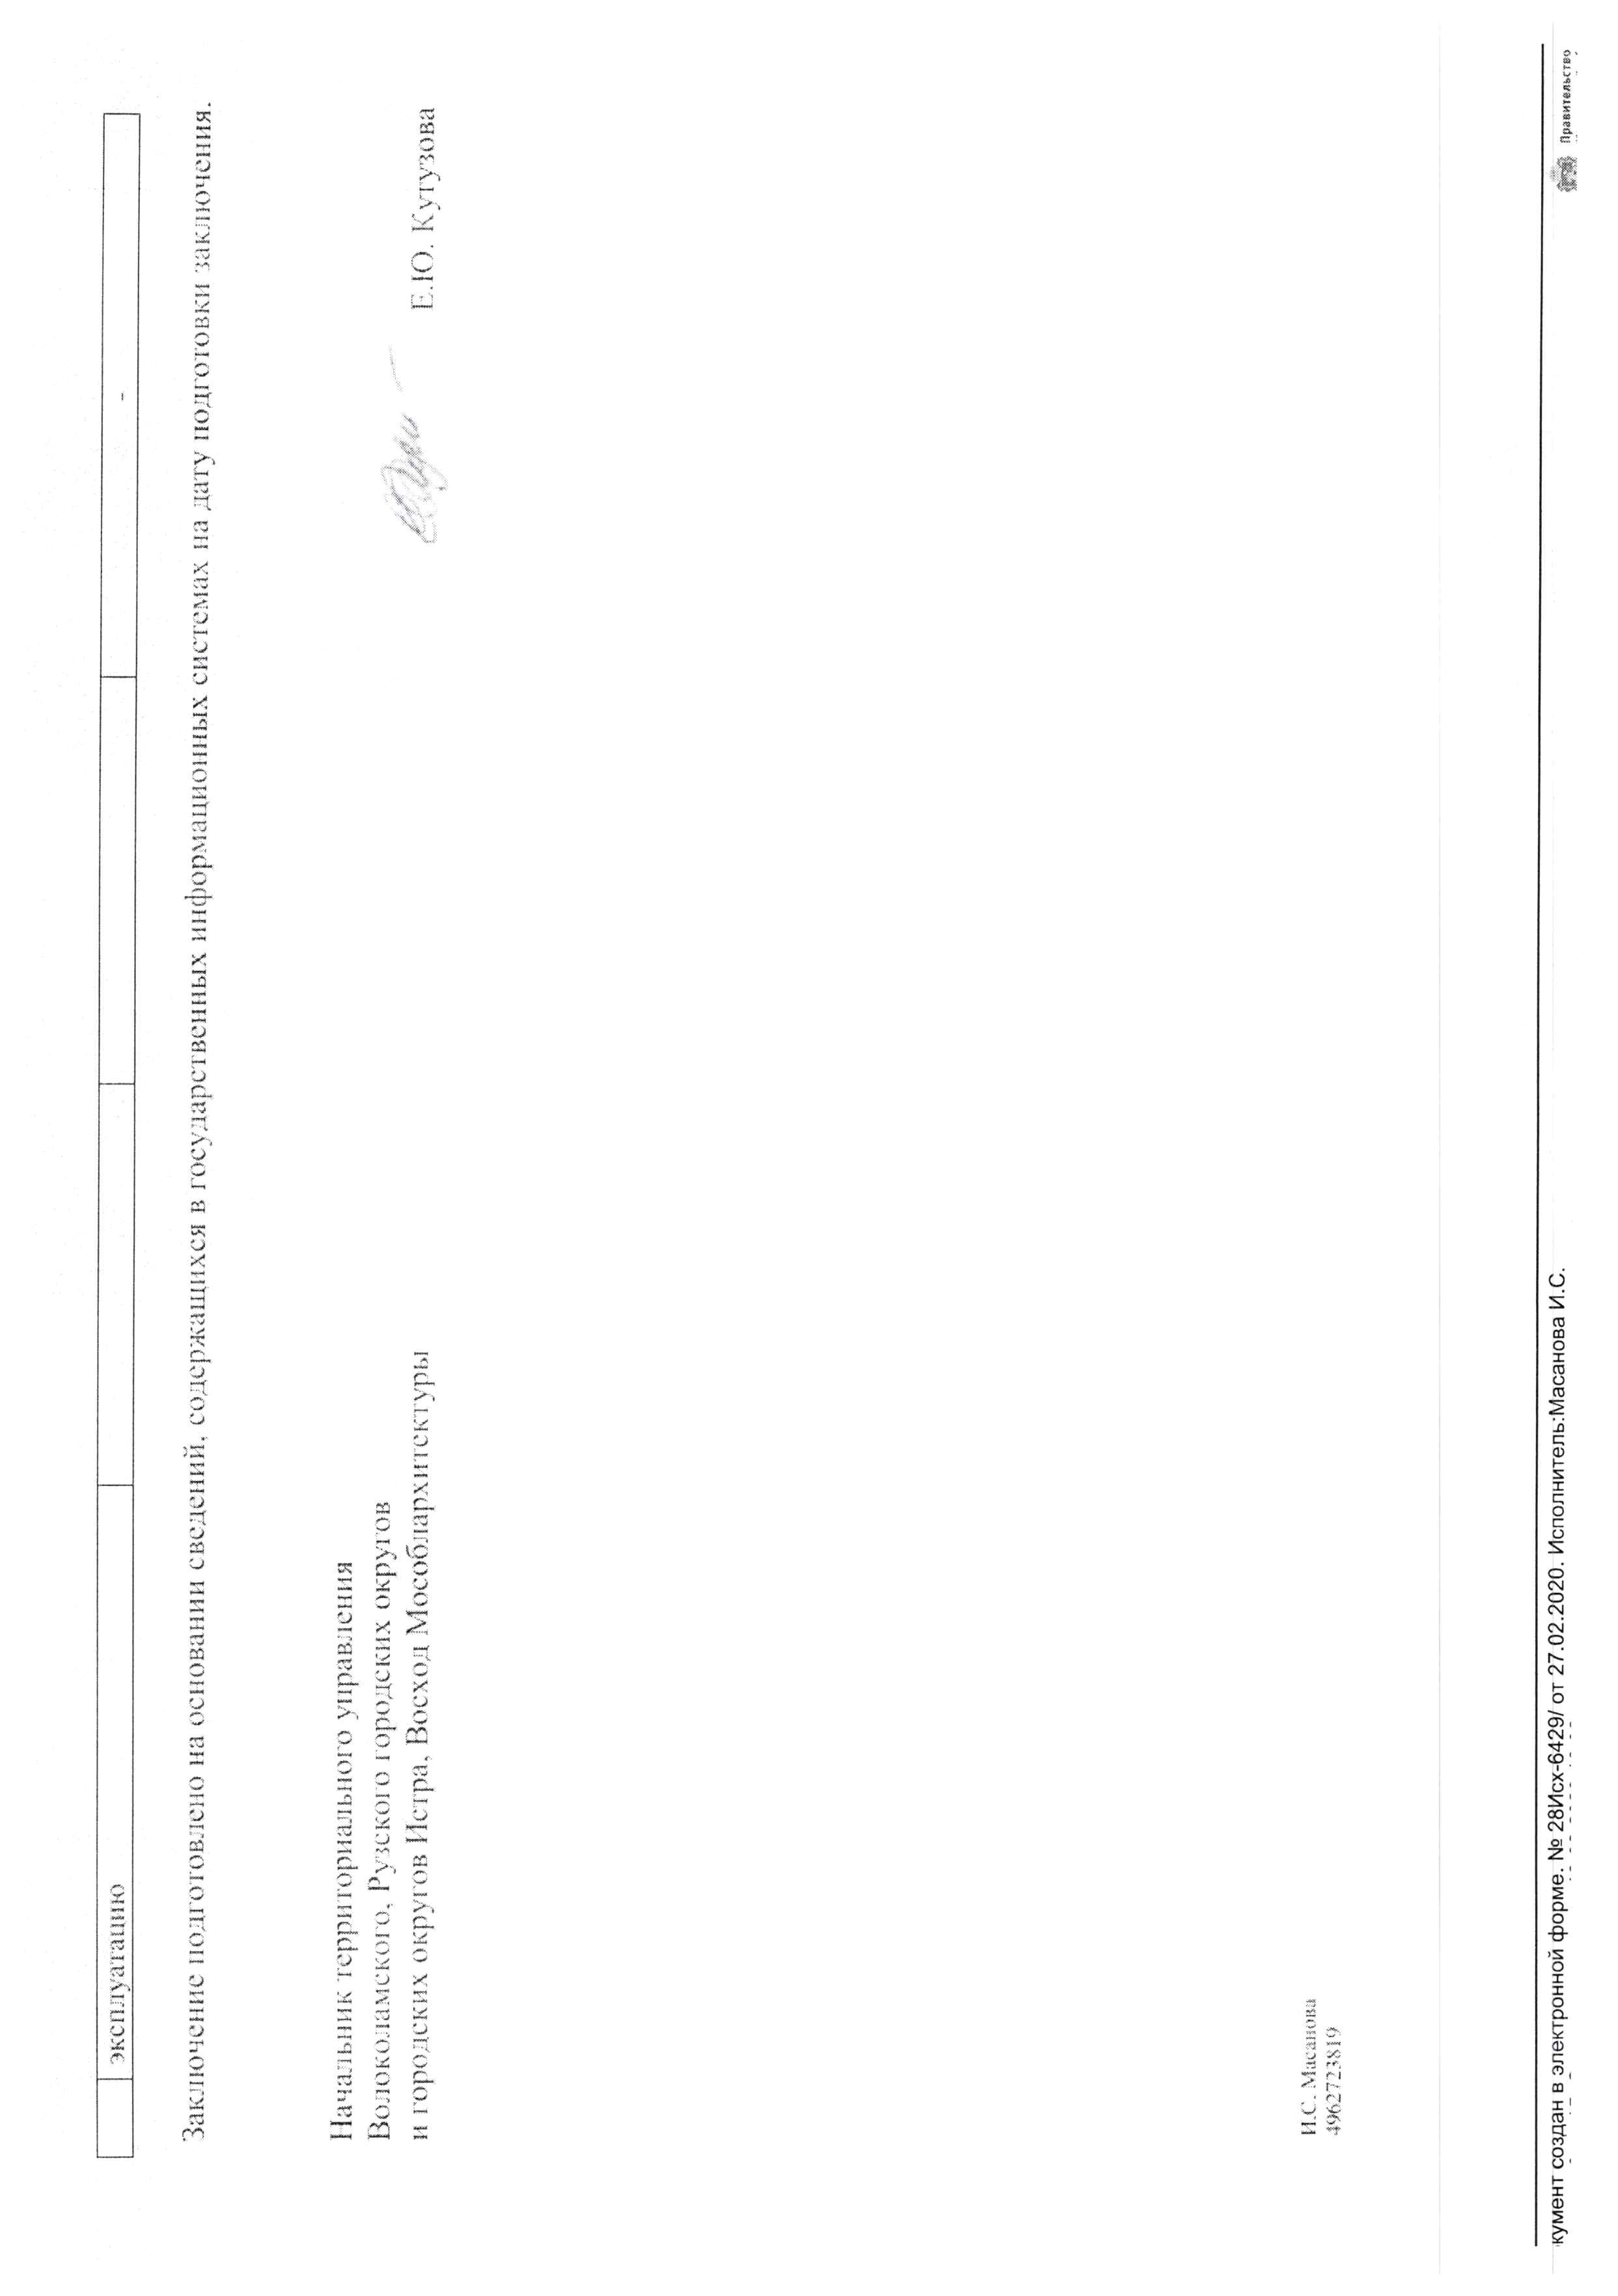 эксплуатацию
-
Заключение подготовлено на основании сведений, содержащихся в государственных информационных системах на дату подготовки заключения.
Начальник территориального управления
Волоколамского, Рузского городских округов
и городских округов Истра, Восход Мособлархитектуры
Е.Ю. Кутузова
И.С. Масанова
4962723819
кумент создан в электронной форме. № 28Исх-6429/ от 27.02.2020. Исполнитель:Масанова И.С.
Правительство